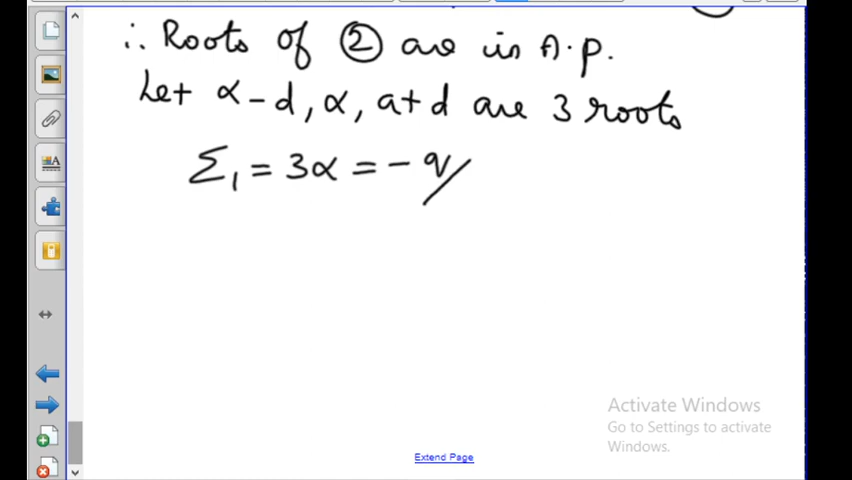 ∴ Roots of ② are in A.P.
Let α - d, α, a+d are 3 roots
Σ₁ = 3α = - q/
Activate Windows
Go to Settings to activate
Windows.
Extend Page